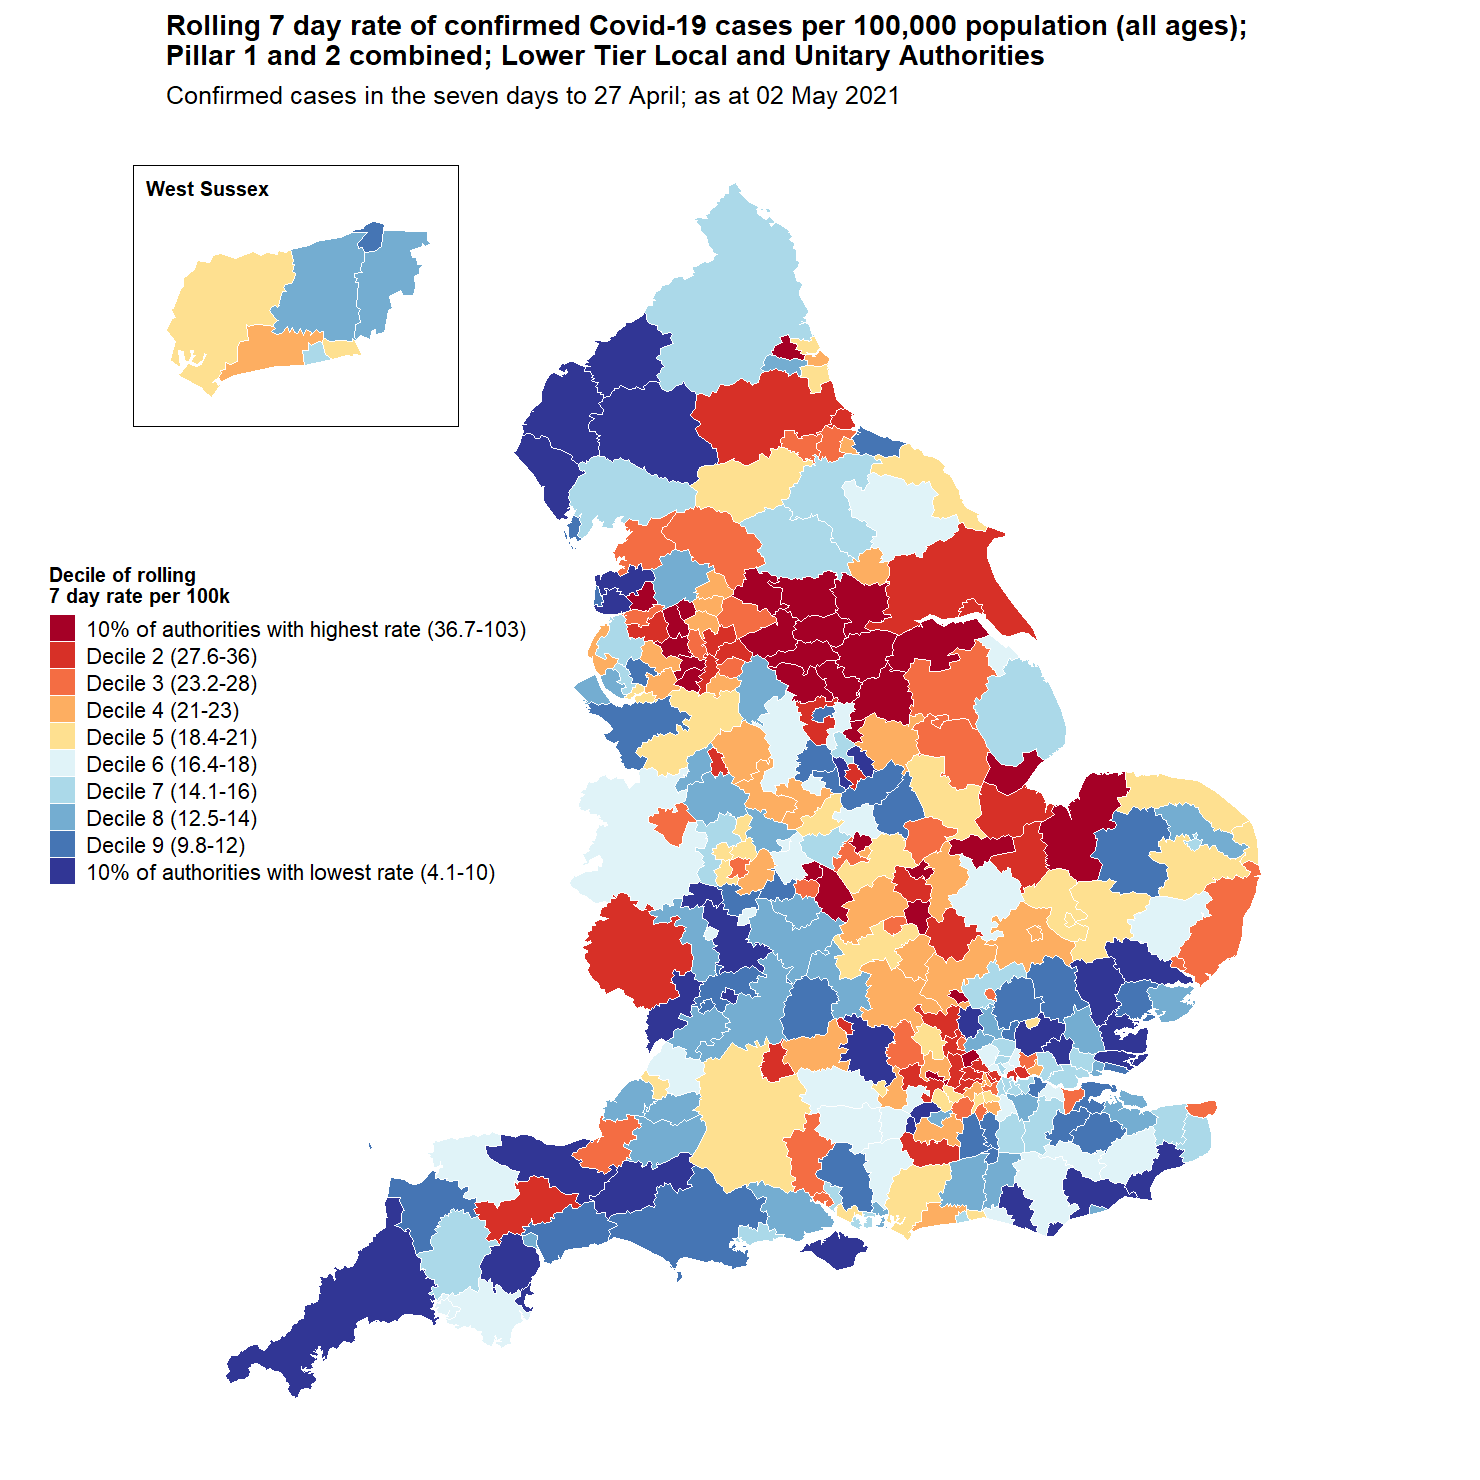 Rolling 7 day rate of confirmed Covid-19 cases per 100,000 population (all ages);
Pillar 1 and 2 combined; Lower Tier Local and Unitary Authorities
Confirmed cases in the seven days to 27 April; as at 02 May 2021
West Sussex
Decile of rolling
7 day rate per 100k
10% of authorities with highest rate (36.7-103)
Decile 2 (27.6-36)
Decile 3 (23.2-28)
Decile 4 (21-23)
Decile 5 (18.4-21)
Decile 6 (16.4-18)
Decile 7 (14.1-16)
Decile 8 (12.5-14)
Decile 9 (9.8-12)
10% of authorities with lowest rate (4.1-10)